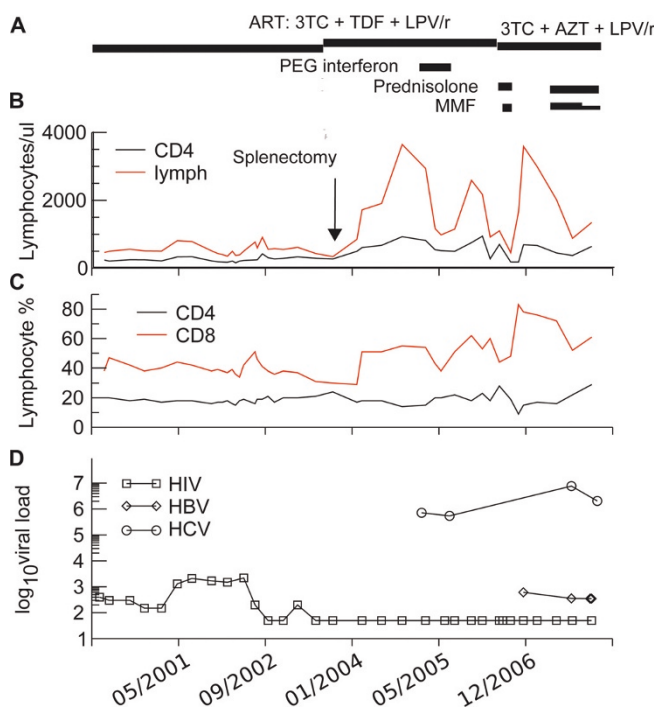 A
ART: 3TC + TDF + LPV/r
3TC + AZT + LPV/r
PEG interferon
Prednisolone
MMF
B
Lymphocytes/ul
4000
2000
0
CD4
lymph
Splenectomy
C
Lymphocyte %
80
60
40
20
0
CD4
CD8
D
log10viral load
7
6
5
4
3
2
1
HIV
HBV
HCV
05/2001
09/2002
01/2004
05/2005
12/2006